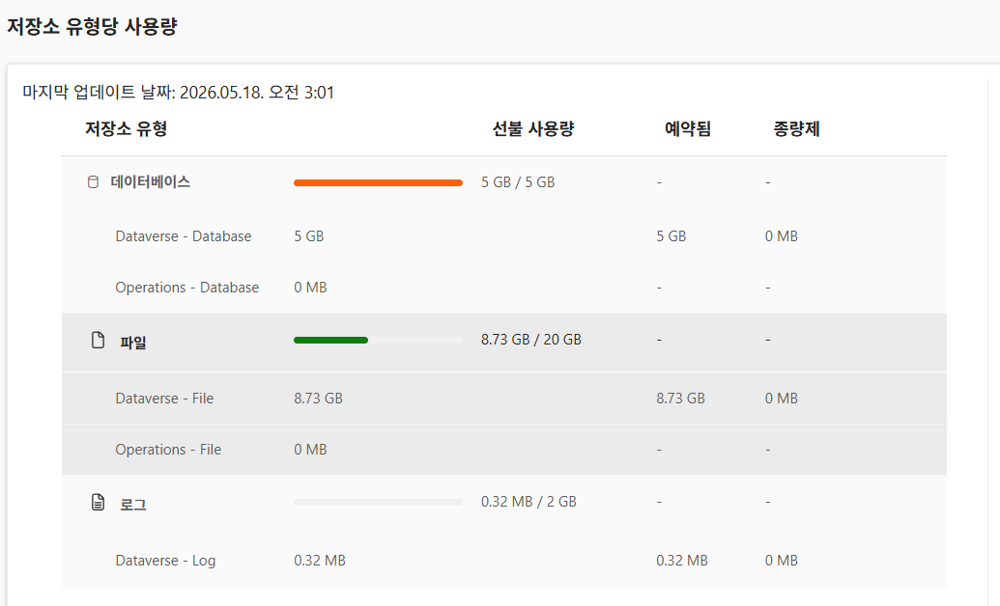 저장소 유형당 사용량
마지막 업데이트 날짜: 2026.05.18. 오전 3:01
저장소 유형 선불 사용량 예약됨 종량제
데이터베이스 5 GB / 5 GB - -
Dataverse - Database 5 GB 5 GB 0 MB
Operations - Database 0 MB - -
파일 8.73 GB / 20 GB - -
Dataverse - File 8.73 GB 8.73 GB 0 MB
Operations - File 0 MB - -
로그 0.32 MB / 2 GB - -
Dataverse - Log 0.32 MB 0.32 MB 0 MB